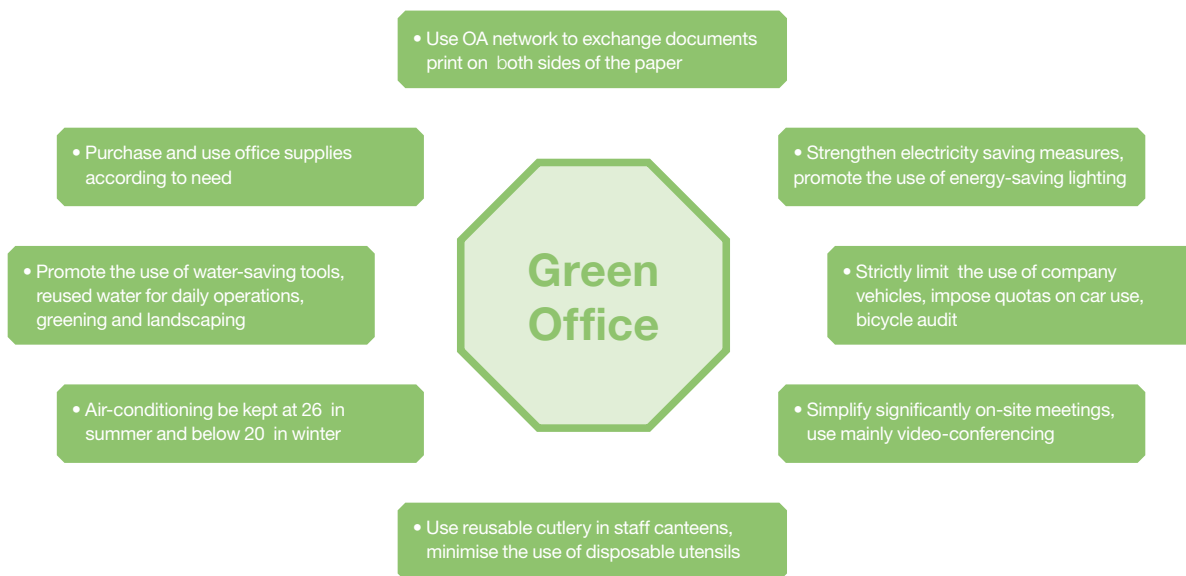 • Use OA network to exchange documents
print on both sides of the paper
• Purchase and use office supplies
according to need
• Strengthen electricity saving measures,
promote the use of energy-saving lighting
Green
Office
• Promote the use of water-saving tools,
reused water for daily operations,
greening and landscaping
• Strictly limit the use of company
vehicles, impose quotas on car use,
bicycle audit
• Air-conditioning be kept at 26 in
summer and below 20 in winter
• Simplify significantly on-site meetings,
use mainly video-conferencing
• Use reusable cutlery in staff canteens,
minimise the use of disposable utensils